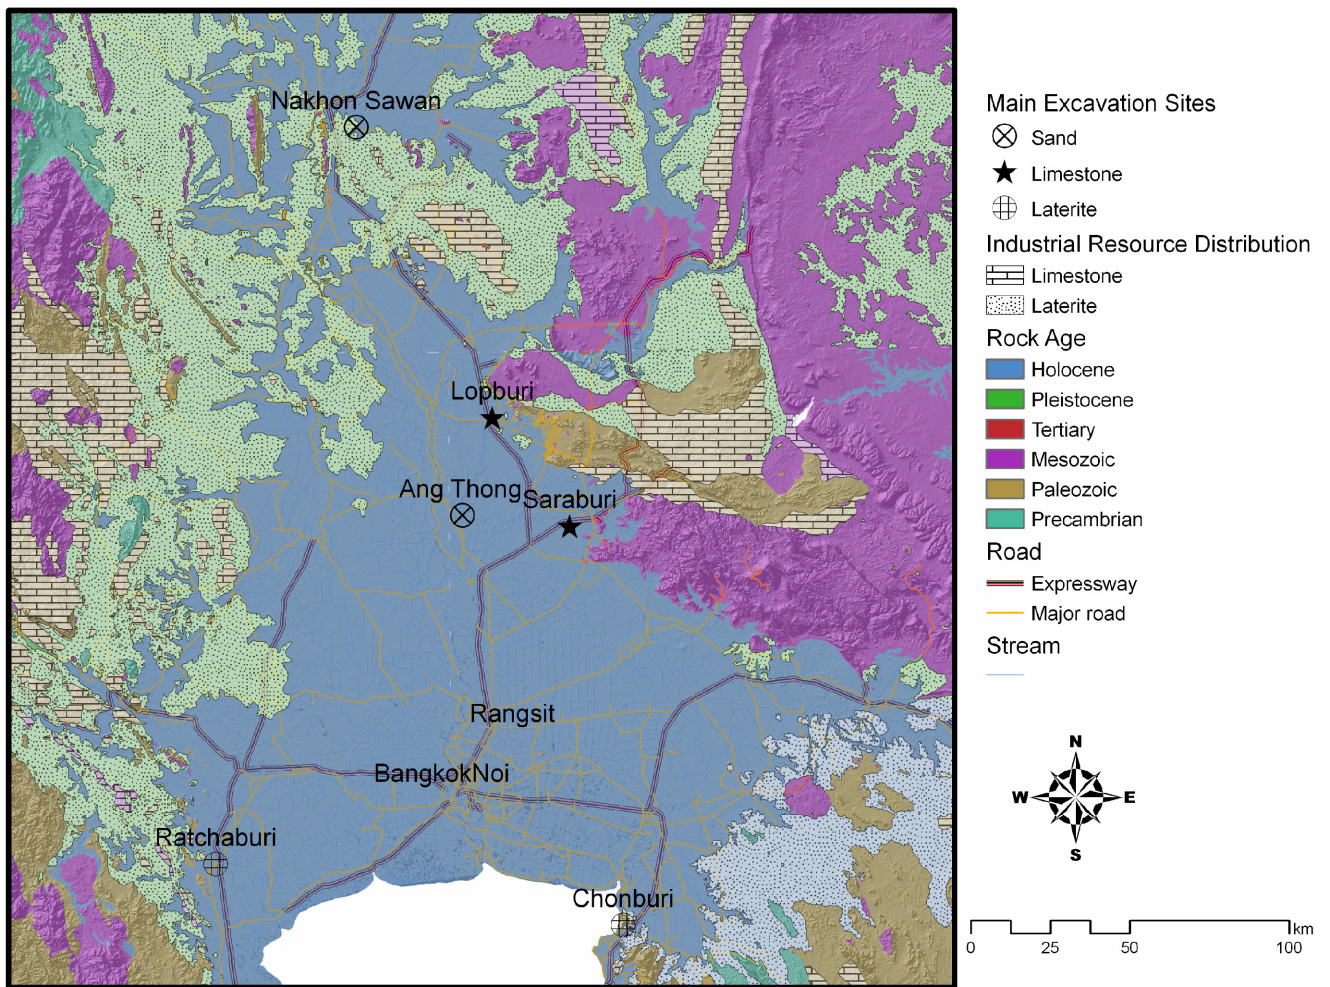 Nakhon Sawan
Lopburi
Ang Thong
Saraburi
Rangsit
BangkokNoi
Ratchaburi
Chonburi
Main Excavation Sites
Sand
Limestone
Laterite
Industrial Resource Distribution
Limestone
Laterite
Rock Age
Holocene
Pleistocene
Tertiary
Mesozoic
Paleozoic
Precambrian
Road
Expressway
Major road
Stream
N
W E
S
km
0 25 50 100